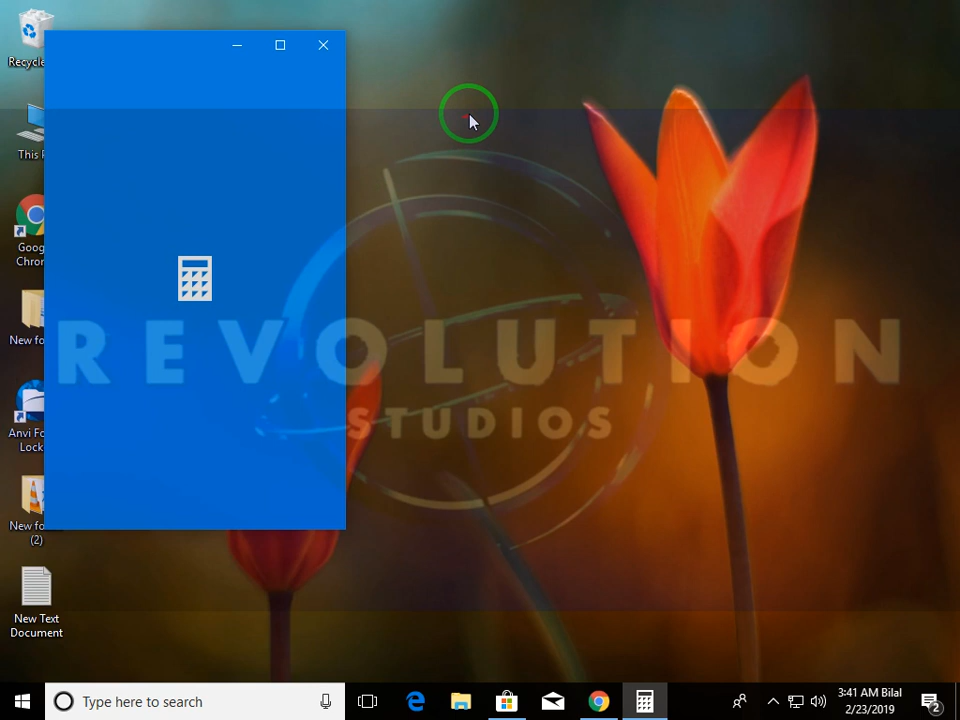 Recycle
This P
Goog
Chrom
New fo
Anvi Fo
Lock
New fo
(2)
New Text
Document
REVOLUTION
STUDIOS
Type here to search
3:41 AM Bilal
2/23/2019
2